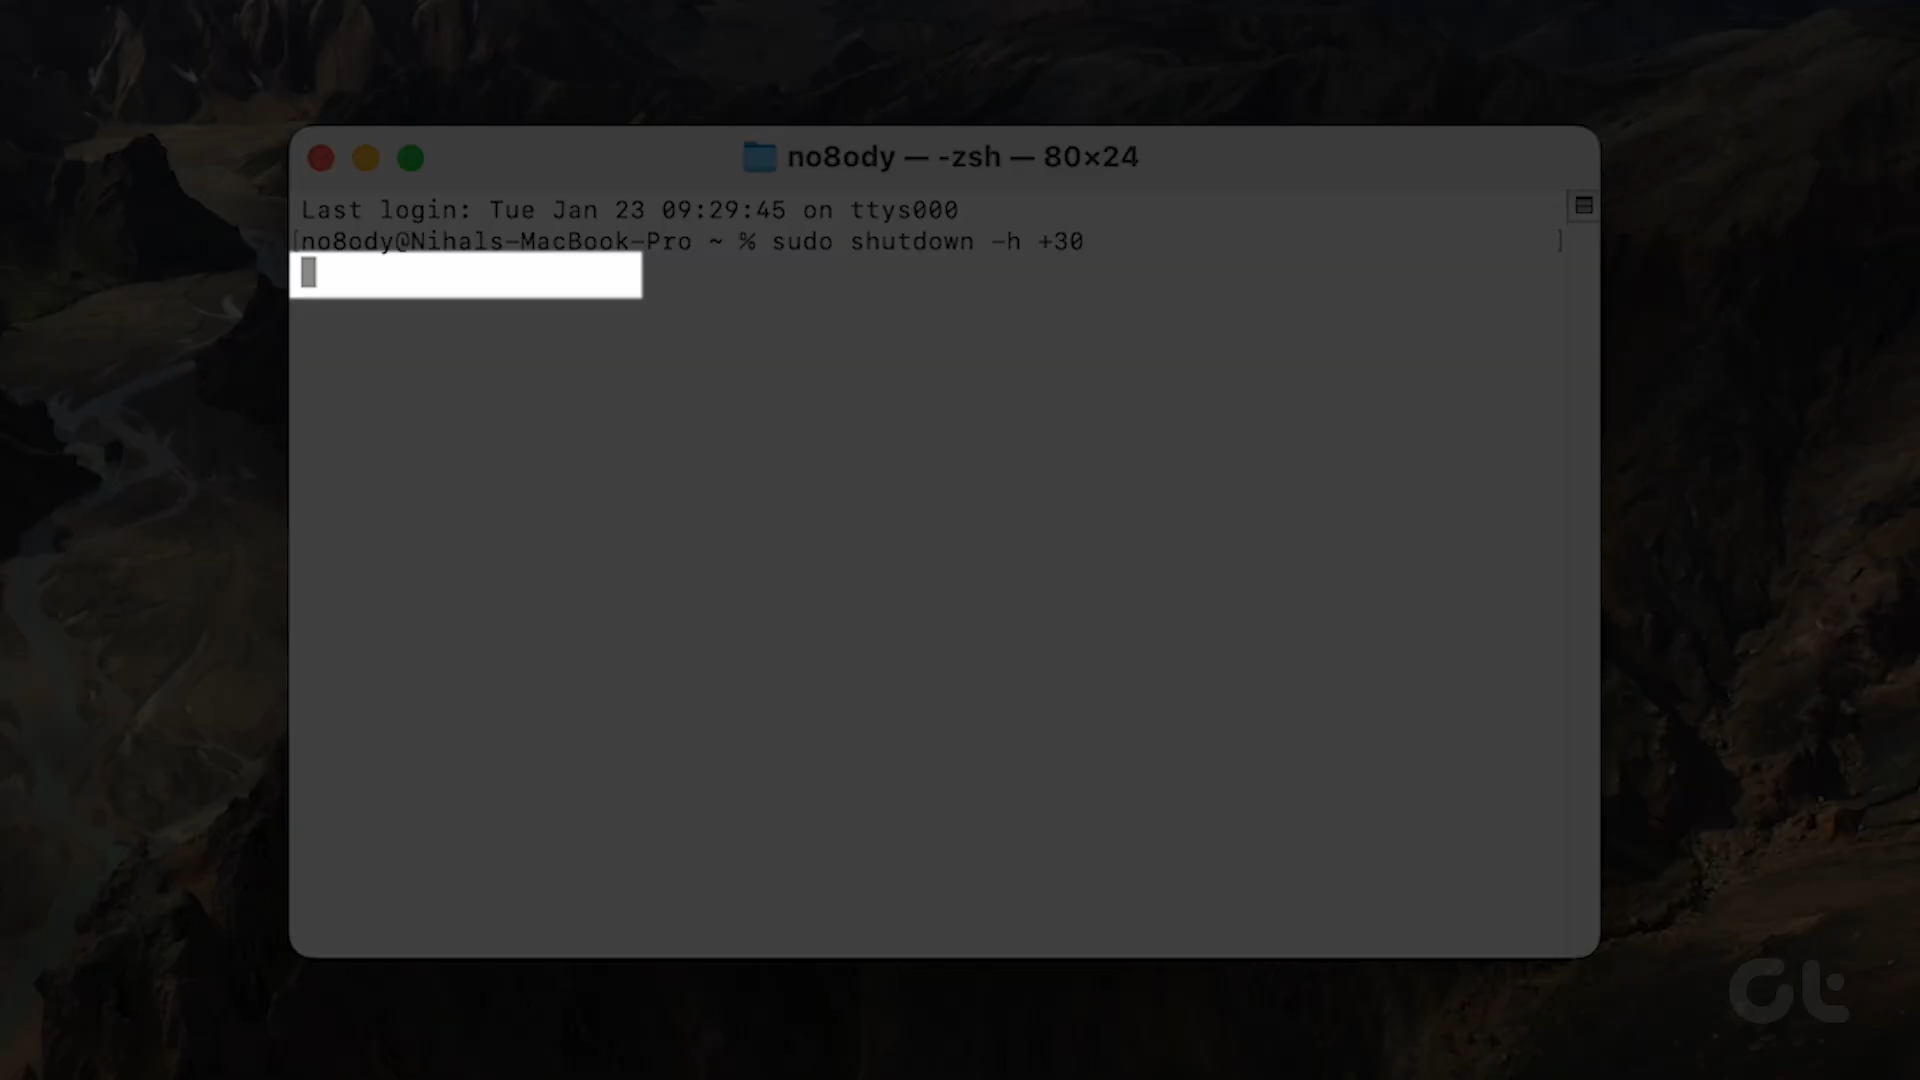 no8ody — -zsh — 80×24
Last login: Tue Jan 23 09:29:45 on ttys000
[no8ody@Nihals-MacBook-Pro ~ % sudo shutdown -h +30 ]
Gt